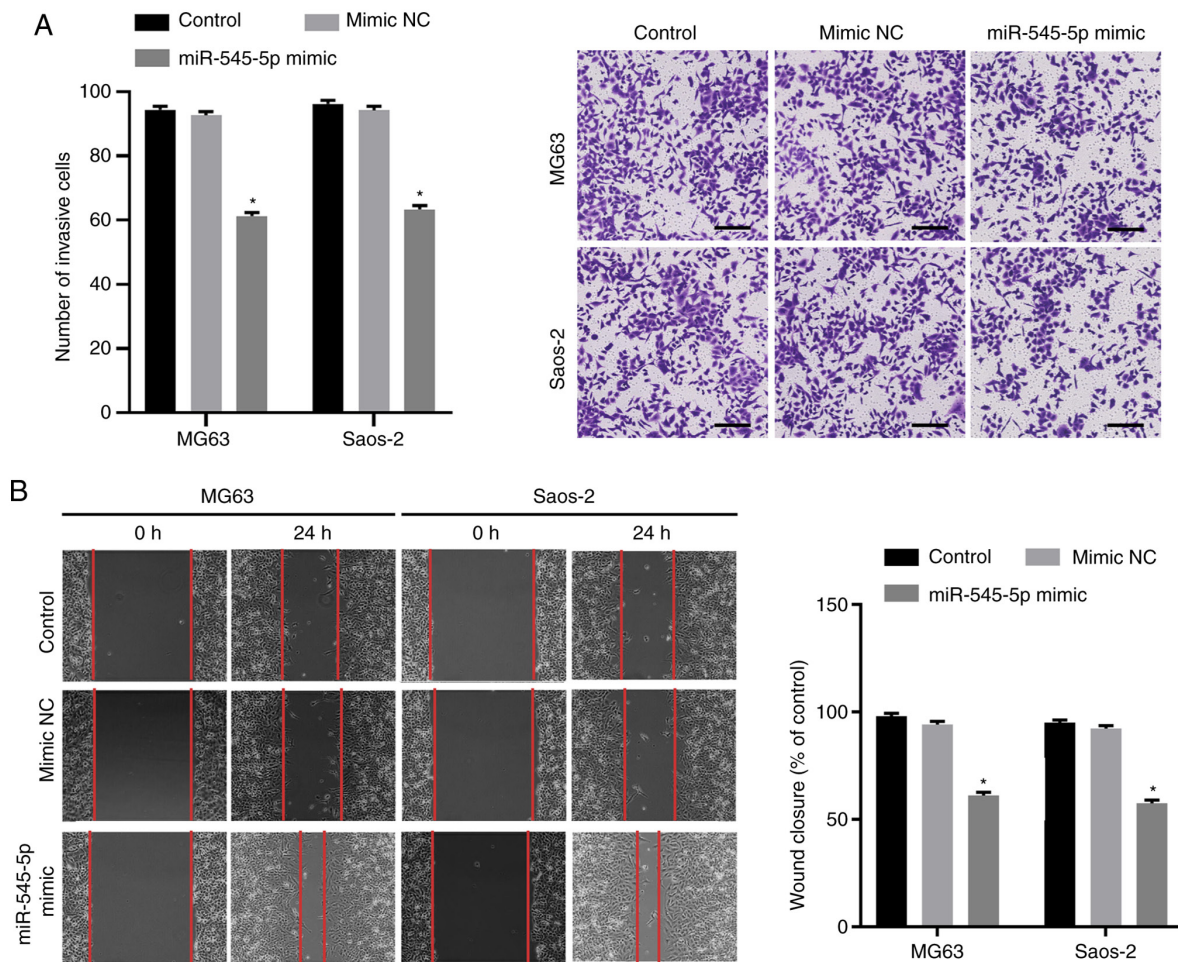 A
Control
Mimic NC
miR-545-5p mimic
Number of invasive cells
100
80
60
40
20
0
*
*
MG63
Saos-2
Control
Mimic NC
miR-545-5p mimic
MG63
Saos-2
B
MG63
Saos-2
0 h
24 h
0 h
24 h
Control
Mimic NC
miR-545-5p
mimic
Control
Mimic NC
miR-545-5p mimic
Wound closure (% of control)
150
100
50
0
*
*
MG63
Saos-2